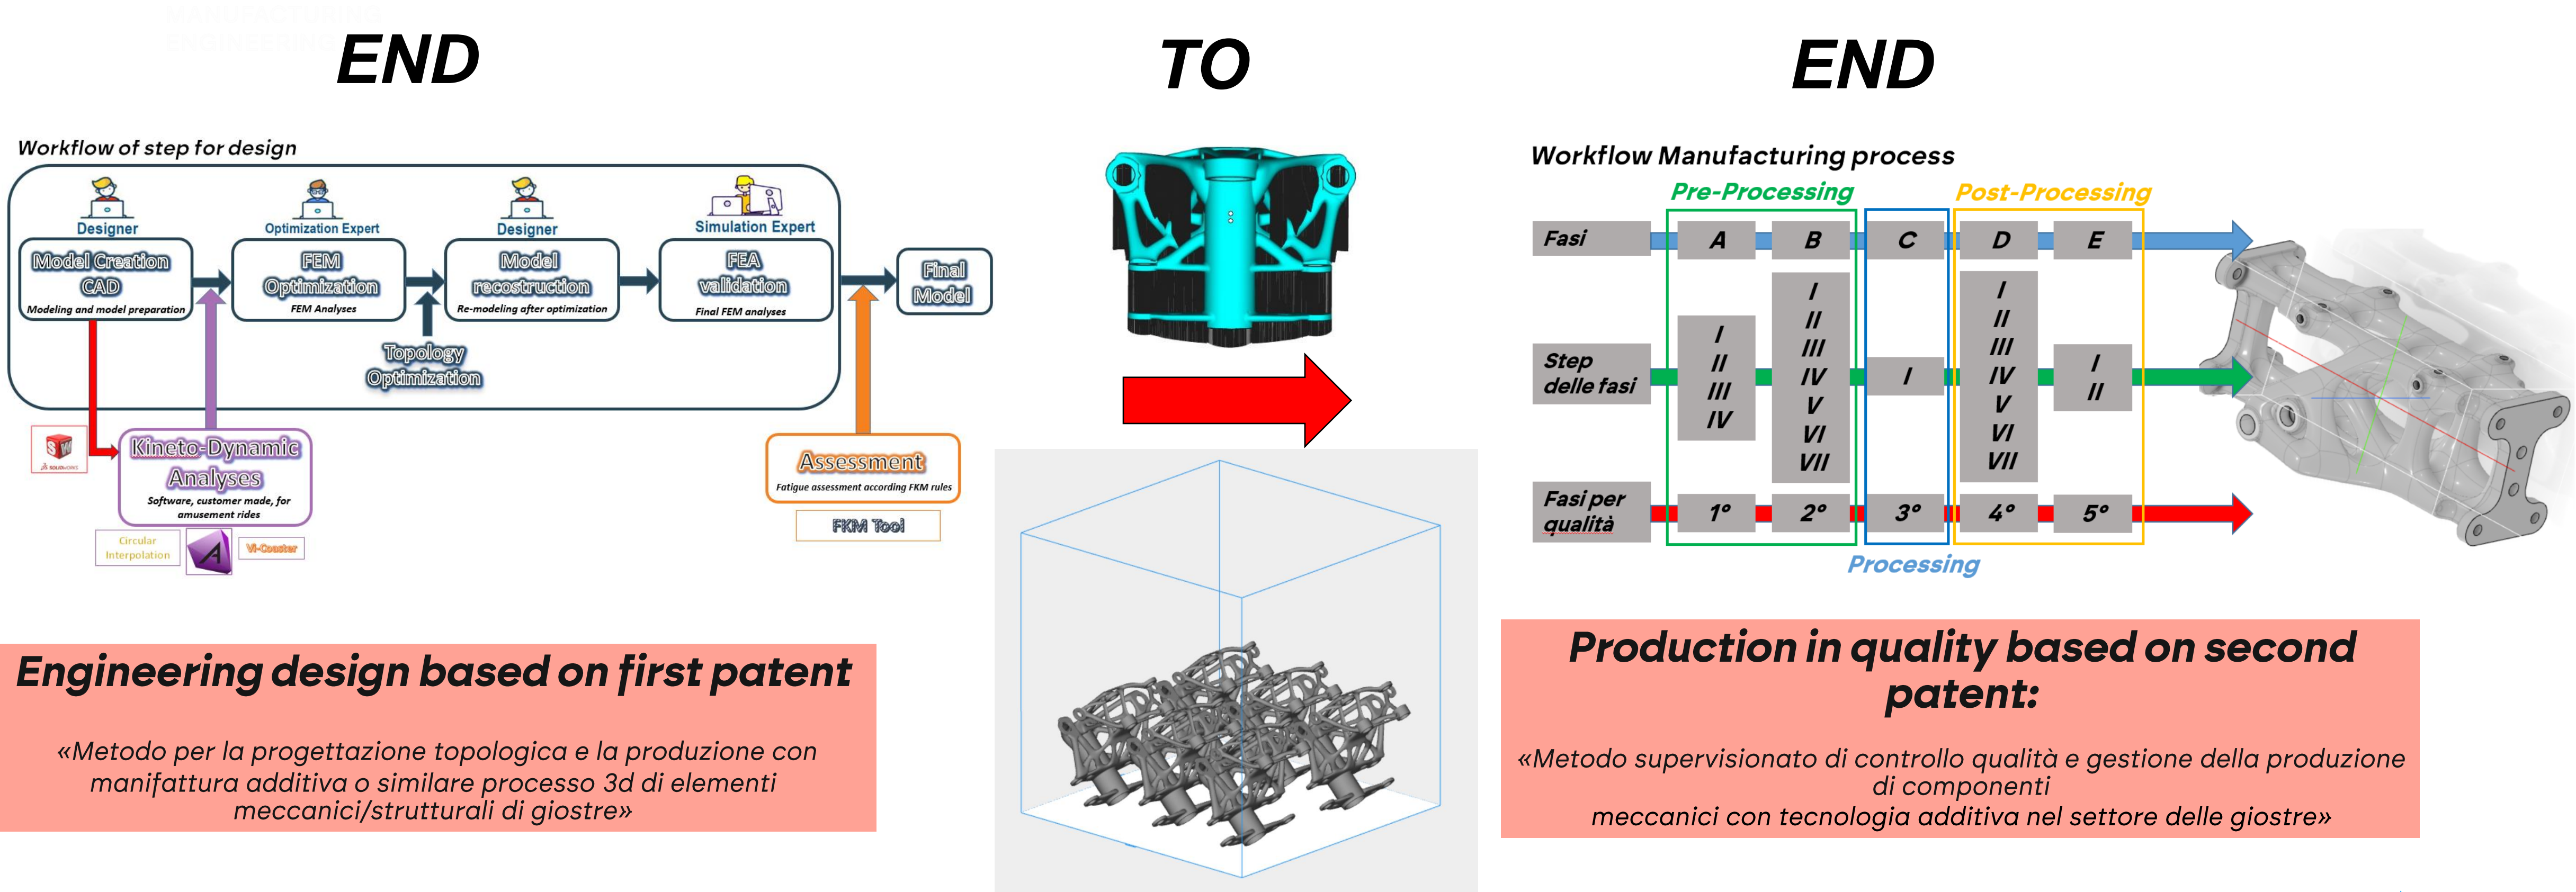 MANUFACTURING
ENGINEERING
END
TO
END
Workflow of step for design
Designer
Optimization Expert
Designer
Simulation Expert
Model Creation
CAD
Modeling and model preparation
FEM
Optimization
FEM Analyses
Model
recostruction
Re-modeling after optimization
FEA
validation
Final FEM analyses
Final
Model
Topology
Optimization
SW
SOLIDWORKS
Kineto-Dynamic
Analyses
Software, customer made, for
amusement rides
Circular
Interpolation
A
VI-Coaster
Assessment
Fatigue assessment according FKM rules
FKM Tool
Workflow Manufacturing process
Pre-Processing
Post-Processing
Fasi
A
B
C
D
E
Step
delle fasi
I
II
III
IV
I
II
III
IV
V
VI
VII
I
I
II
III
IV
V
VI
VII
I
II
Fasi per
qualità
1°
2°
3°
4°
5°
Processing
Engineering design based on first patent
«Metodo per la progettazione topologica e la produzione con
manifattura additiva o similare processo 3d di elementi
meccanici/strutturali di giostre»
Production in quality based on second
patent:
«Metodo supervisionato di controllo qualità e gestione della produzione
di componenti
meccanici con tecnologia additiva nel settore delle giostre»